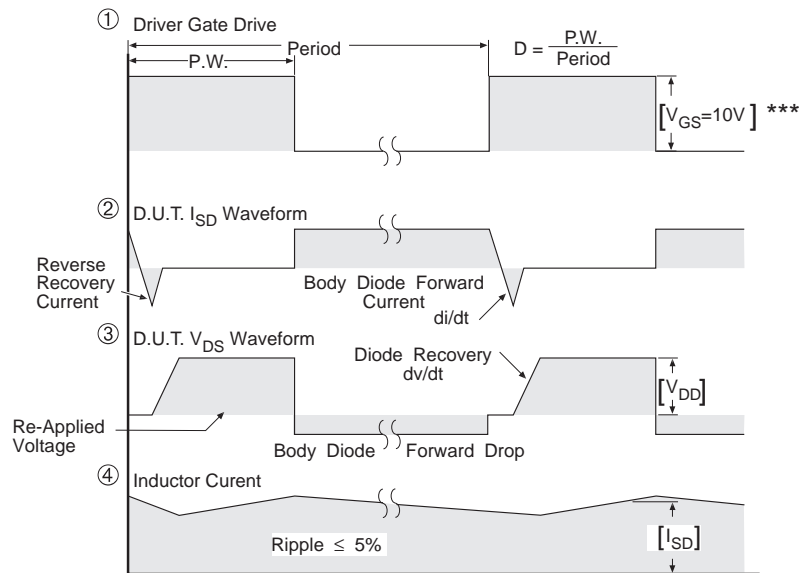 ① Driver Gate Drive
P.W.
Period
D = P.W. / Period
[VGS=10V] ***
② D.U.T. ISD Waveform
Reverse
Recovery
Current
Body Diode Forward
Current
di/dt
③ D.U.T. VDS Waveform
Diode Recovery
dv/dt
[VDD]
Re-Applied
Voltage
Body Diode Forward Drop
④ Inductor Curent
Ripple ≤ 5%
[ISD]